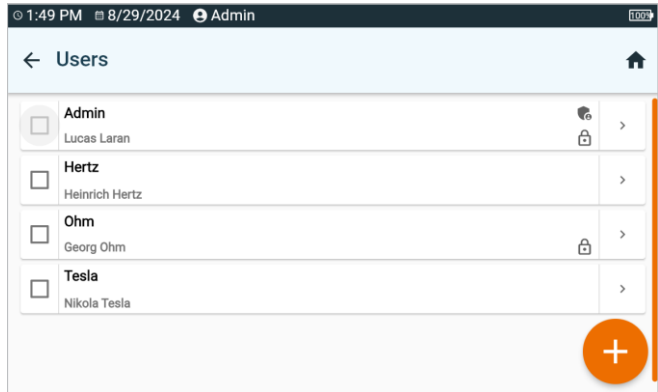 1:49 PM 8/29/2024 Admin 100%
Users
Admin
Lucas Laran
Hertz
Heinrich Hertz
Ohm
Georg Ohm
Tesla
Nikola Tesla